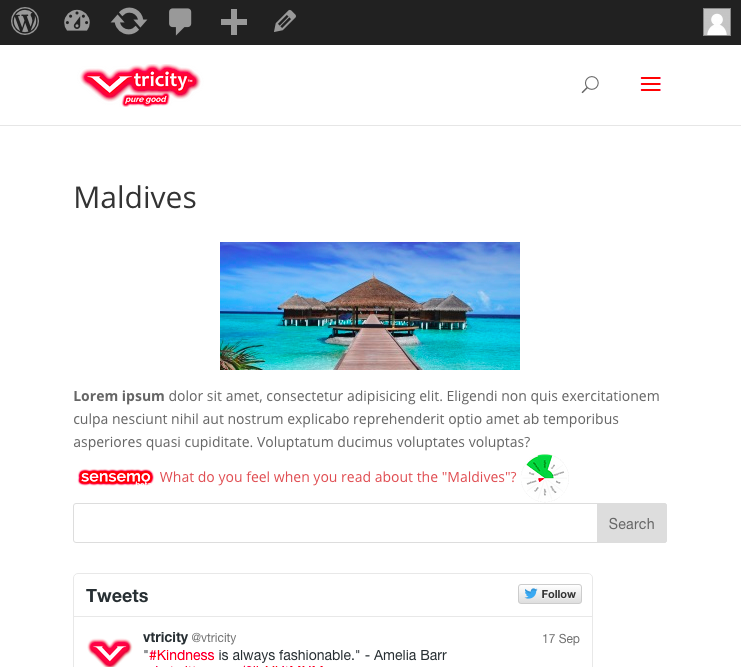 Vtricity™
pure good
Maldives
Lorem ipsum dolor sit amet, consectetur adipisicing elit. Eligendi non quis exercitationem
culpa nesciunt nihil aut nostrum explicabo reprehenderit optio amet ab temporibus
asperiores quasi cupiditate. Voluptatum ducimus voluptates voluptas?
sensemo What do you feel when you read about the "Maldives"?
Search
Tweets Follow
vtricity @vtricity 17 Sep
"#Kindness is always fashionable." - Amelia Barr